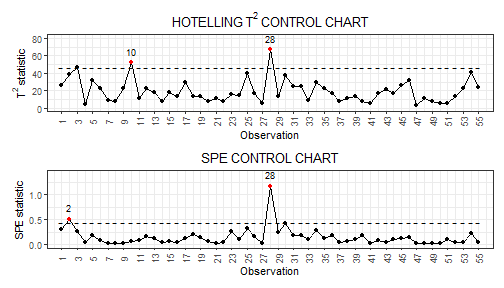 HOTELLING T² CONTROL CHART
80
60
40
20
0
T² statistic
10
28
1 3 5 7 9 11 13 15 17 19 21 23 25 27 29 31 33 35 37 39 41 43 45 47 49 51 53 55
Observation
SPE CONTROL CHART
1.0
0.5
0.0
SPE statistic
2
28
1 3 5 7 9 11 13 15 17 19 21 23 25 27 29 31 33 35 37 39 41 43 45 47 49 51 53 55
Observation